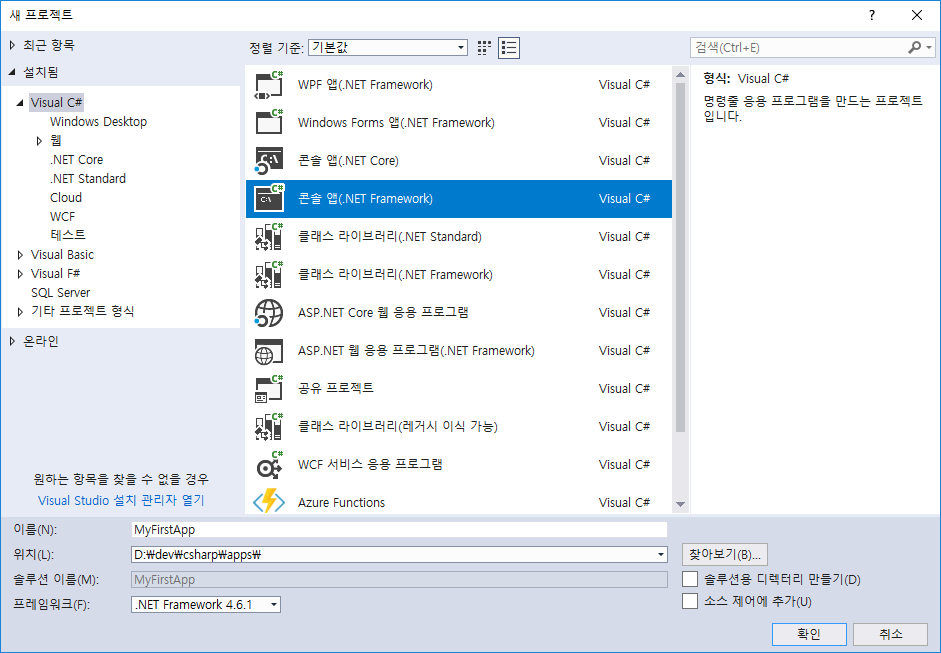 새 프로젝트
?
최근 항목
설치됨
Visual C#
Windows Desktop
웹
.NET Core
.NET Standard
Cloud
WCF
테스트
Visual Basic
Visual F#
SQL Server
기타 프로젝트 형식
온라인
원하는 항목을 찾을 수 없을 경우
Visual Studio 설치 관리자 열기
정렬 기준: 기본값
WPF 앱(.NET Framework) Visual C#
Windows Forms 앱(.NET Framework) Visual C#
콘솔 앱(.NET Core) Visual C#
콘솔 앱(.NET Framework) Visual C#
클래스 라이브러리(.NET Standard) Visual C#
클래스 라이브러리(.NET Framework) Visual C#
ASP.NET Core 웹 응용 프로그램 Visual C#
ASP.NET 웹 응용 프로그램(.NET Framework) Visual C#
공유 프로젝트 Visual C#
클래스 라이브러리(레거시 이식 가능) Visual C#
WCF 서비스 응용 프로그램 Visual C#
Azure Functions Visual C#
검색(Ctrl+E)
형식: Visual C#
명령줄 응용 프로그램을 만드는 프로젝트
입니다.
이름(N): MyFirstApp
위치(L): D:₩dev₩csharp₩apps₩ 찾아보기(B)...
솔루션 이름(M): MyFirstApp 솔루션용 디렉터리 만들기(D)
프레임워크(F): .NET Framework 4.6.1 소스 제어에 추가(U)
확인 취소